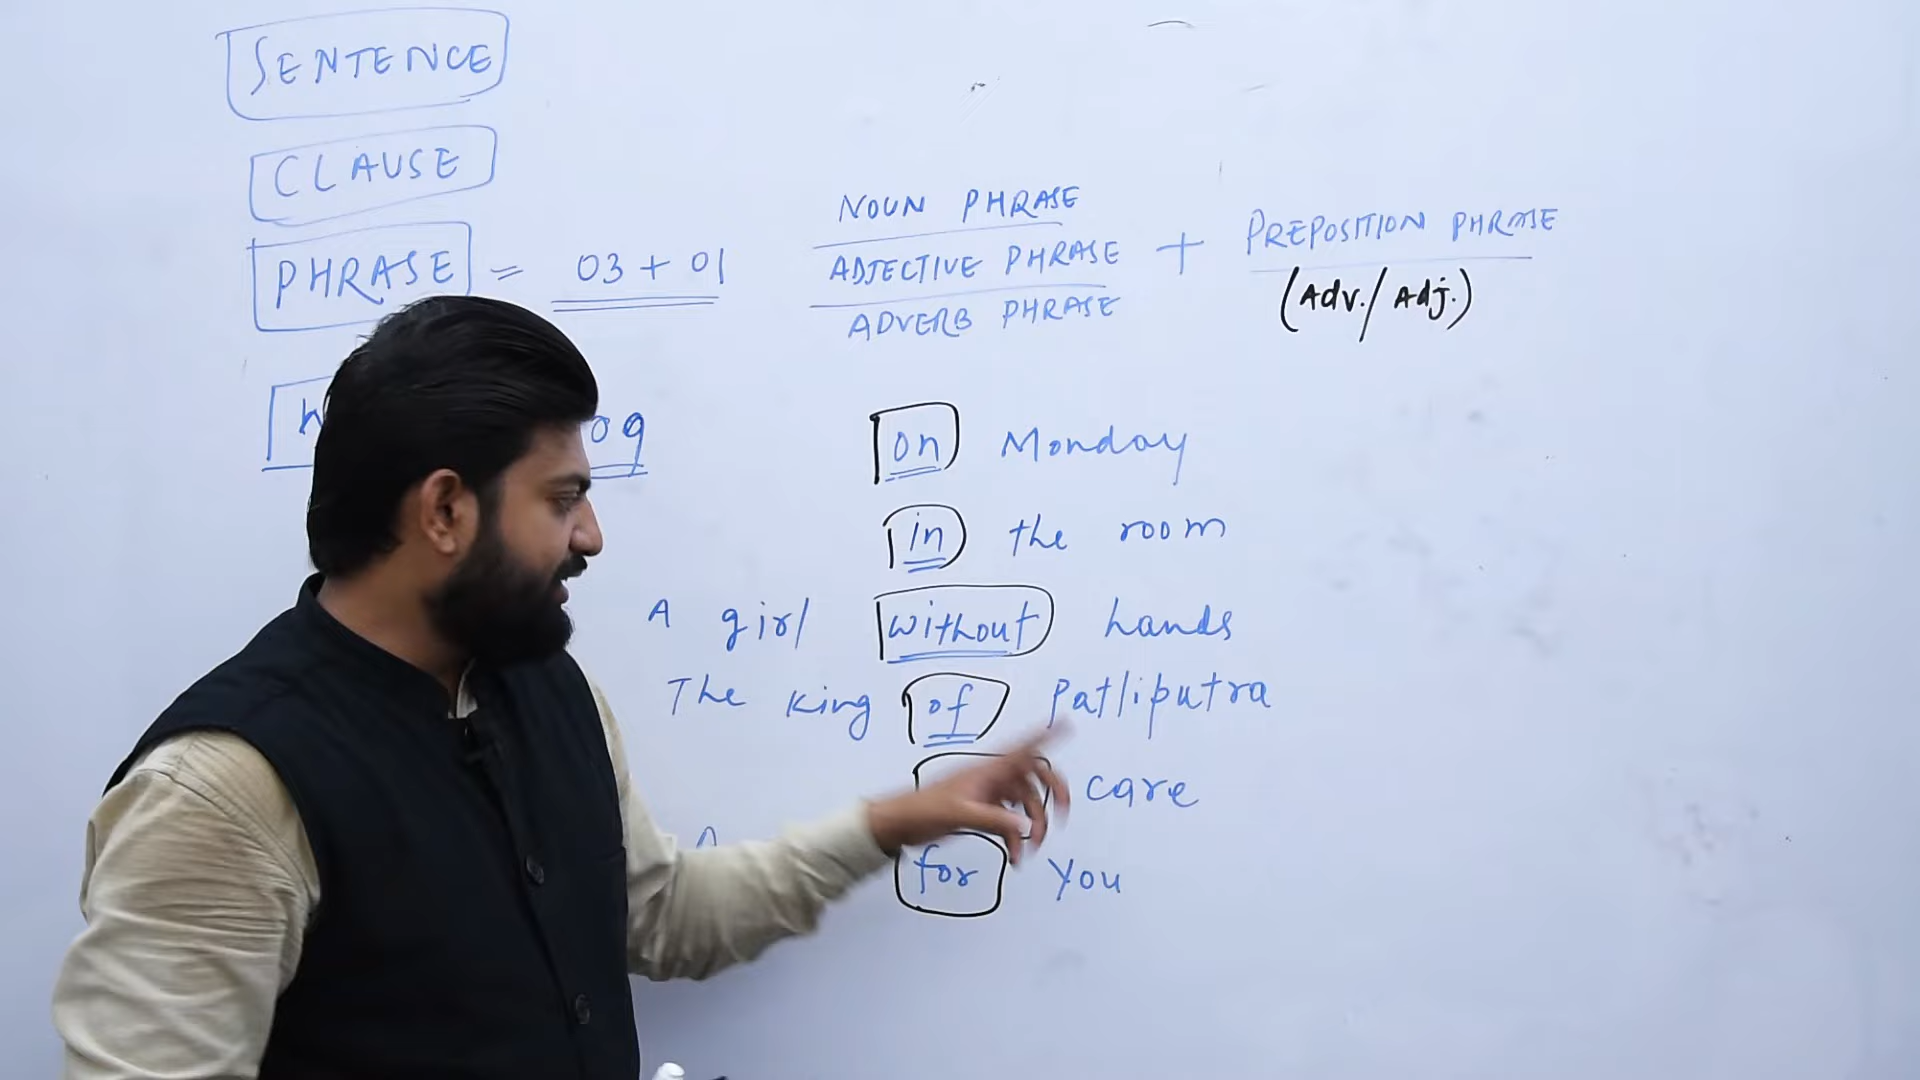 SENTENCE
CLAUSE
PHRASE = 03 + 01
NOUN PHRASE
ADJECTIVE PHRASE
ADVERB PHRASE
+ PREPOSITION PHRASE
(Adv./Adj.)
09
on Monday
in the room
A girl without hands
The king of Patliputra
care
A for you